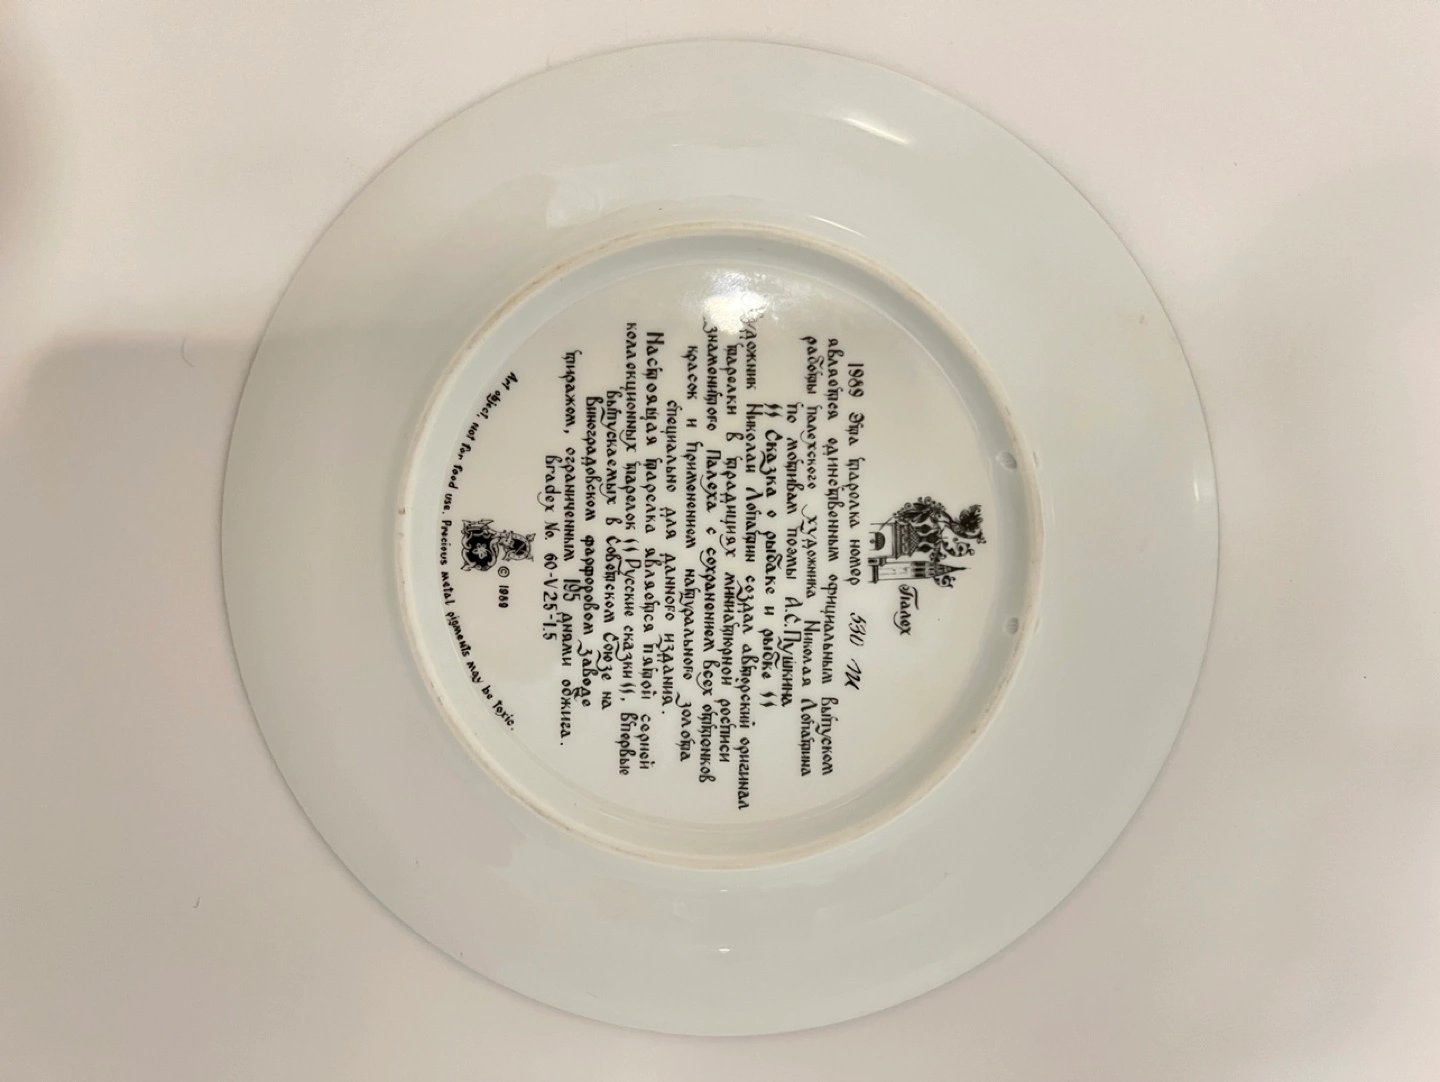 Палех
1989 Эта тарелка номер 530
является единственным официальным выпуском
работы палехского художника Николая Лопатина
по мотивам поэмы А.С.Пушкина
"Сказка о рыбаке и рыбке"
Художник Николай Лопатин создал авторский оригинал
тарелки в традициях миниатюрной росписи
знаменитого Палеха с сохранением всех оттенков
красок и применением натурального золота
специально для данного издания.
Настоящая тарелка является пятой серией
коллекционных тарелок "Русские сказки", впервые
выпускаемых в Советском Союзе на
Виноградовском фарфоровом заводе
тиражом, ограниченным 195 днями обжига.
Bradex No. 60-V25-1.5
© 1989
Art object, not for food use. Precious metal pigments may be toxic.